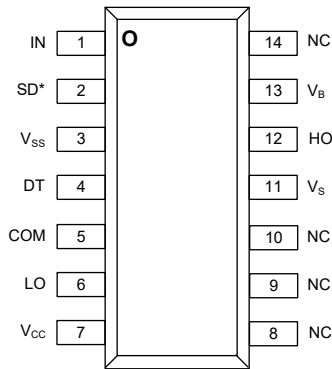 O
IN 1 14 NC
SD* 2 13 VB
VSS 3 12 HO
DT 4 11 VS
COM 5 10 NC
LO 6 9 NC
VCC 7 8 NC